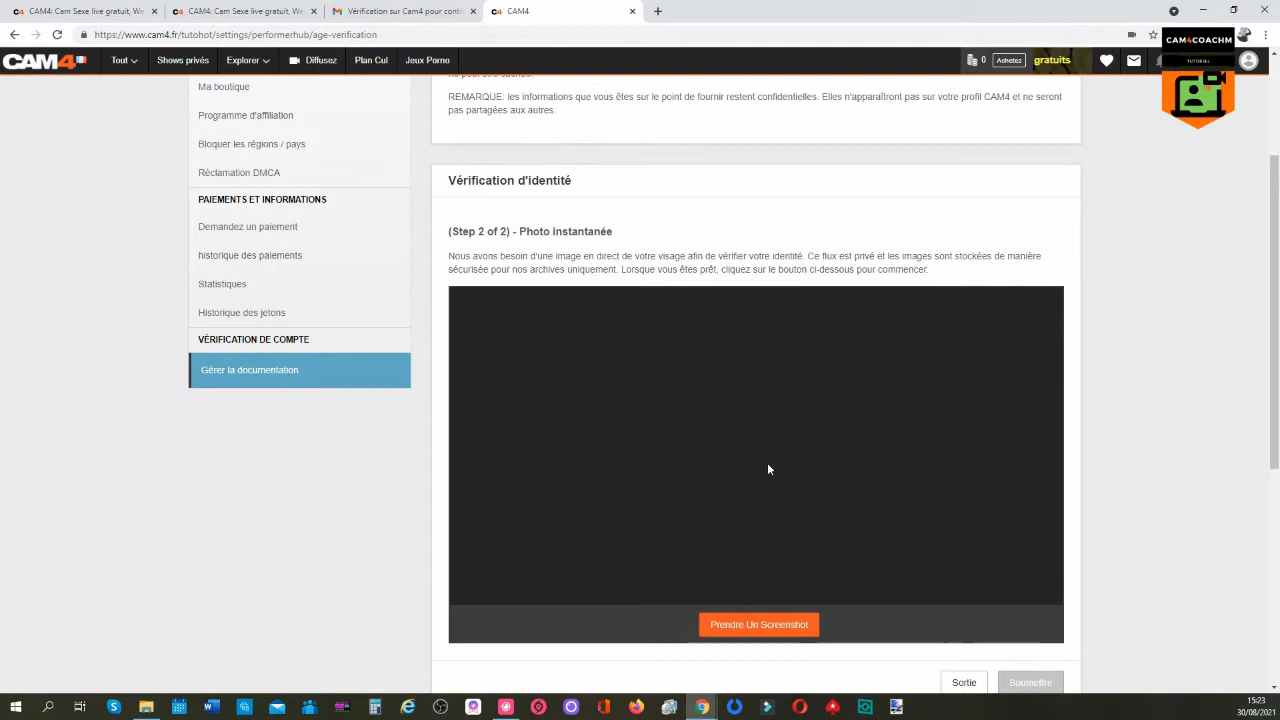 CAM4: Cam Sexe live gratuit, We
CAM4: Cam Sexe live gratuit, We
Vérification sur Cam4 pour conti
CAM4
https://www.cam4.fr/tutohot/settings/performerhub/age-verification
CAM4COACHM
TUTORIEL
CAM4
Tout
Shows privés
Explorer
Diffusez
Plan Cul
Jeux Porno
0
Achetez
gratuits
Ma boutique
Programme d'affiliation
Bloquer les régions / pays
Réclamation DMCA
PAIEMENTS ET INFORMATIONS
Demandez un paiement
historique des paiements
Statistiques
Historique des jetons
VÉRIFICATION DE COMPTE
Gérer la documentation
REMARQUE: les informations que vous êtes sur le point de fournir restent confidentielles. Elles n'apparaîtront pas sur votre profil CAM4 et ne seront
pas partagées aux autres.
Vérification d'identité
(Step 2 of 2) - Photo instantanée
Nous avons besoin d'une image en direct de votre visage afin de vérifier votre identité. Ce flux est privé et les images sont stockées de manière
sécurisée pour nos archives uniquement. Lorsque vous êtes prêt, cliquez sur le bouton ci-dessous pour commencer.
Prendre Un Screenshot
Sortie
Soumettre
15:23
30/08/2021